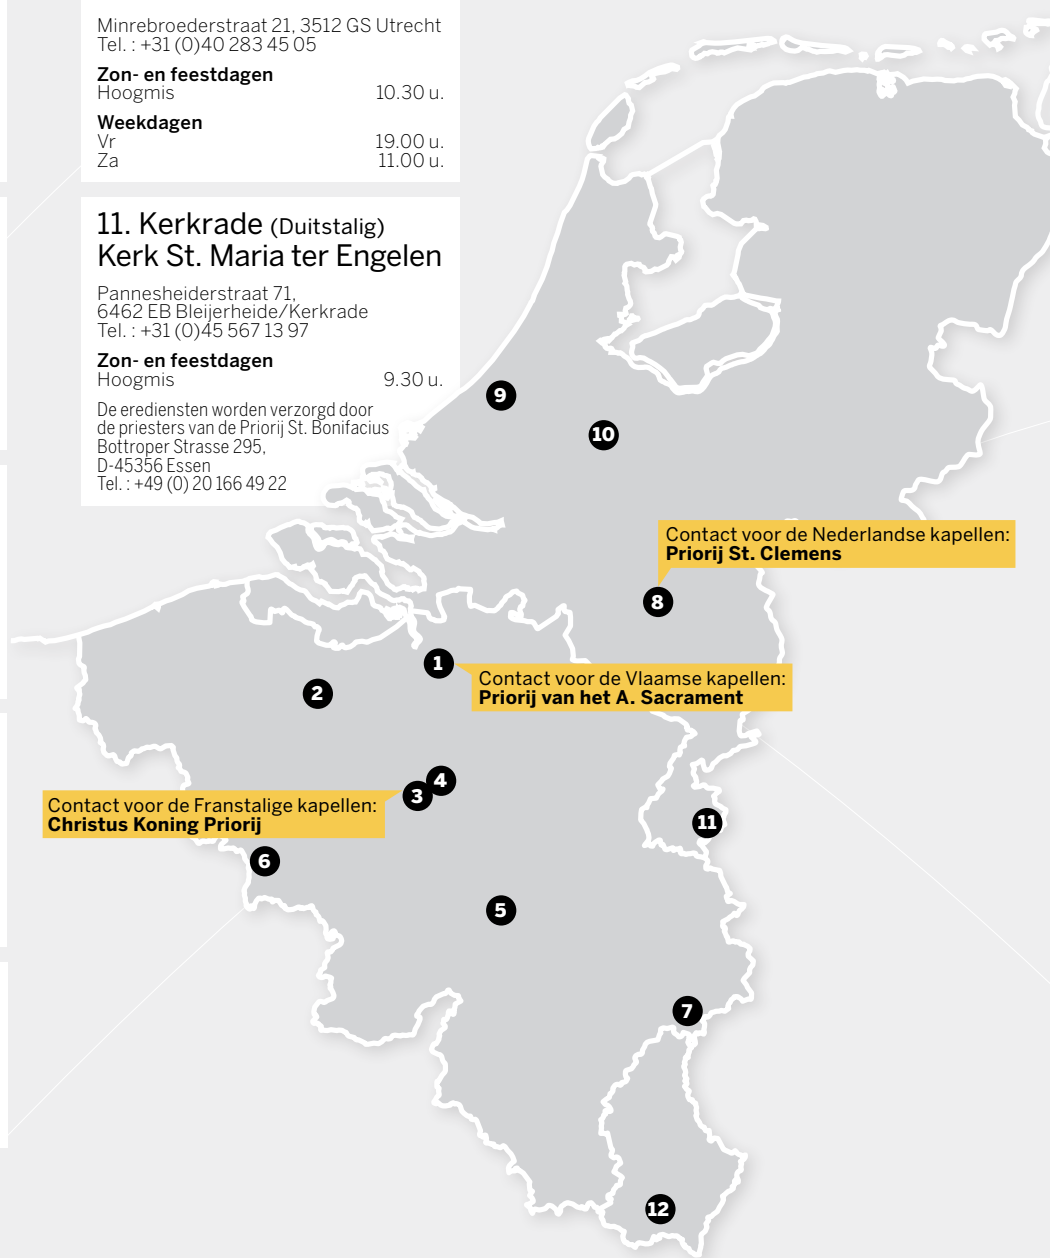 Minrebroederstraat 21, 3512 GS Utrecht
Tel. : +31 (0)40 283 45 05
Zon- en feestdagen
Hoogmis 10.30 u.
Weekdagen
Vr 19.00 u.
Za 11.00 u.
11. Kerkrade (Duitstalig)
Kerk St. Maria ter Engelen
Pannesheiderstraat 71,
6462 EB Bleijerheide/Kerkrade
Tel. : +31 (0)45 567 13 97
Zon- en feestdagen
Hoogmis 9.30 u.
De erediensten worden verzorgd door
de priesters van de Priorij St. Bonifacius
Bottroper Strasse 295,
D-45356 Essen
Tel. : +49 (0) 20 166 49 22
9
10
Contact voor de Nederlandse kapellen:
Priorij St. Clemens
8
1
Contact voor de Vlaamse kapellen:
Priorij van het A. Sacrament
2
4
3
Contact voor de Franstalige kapellen:
Christus Koning Priorij
11
6
5
7
12